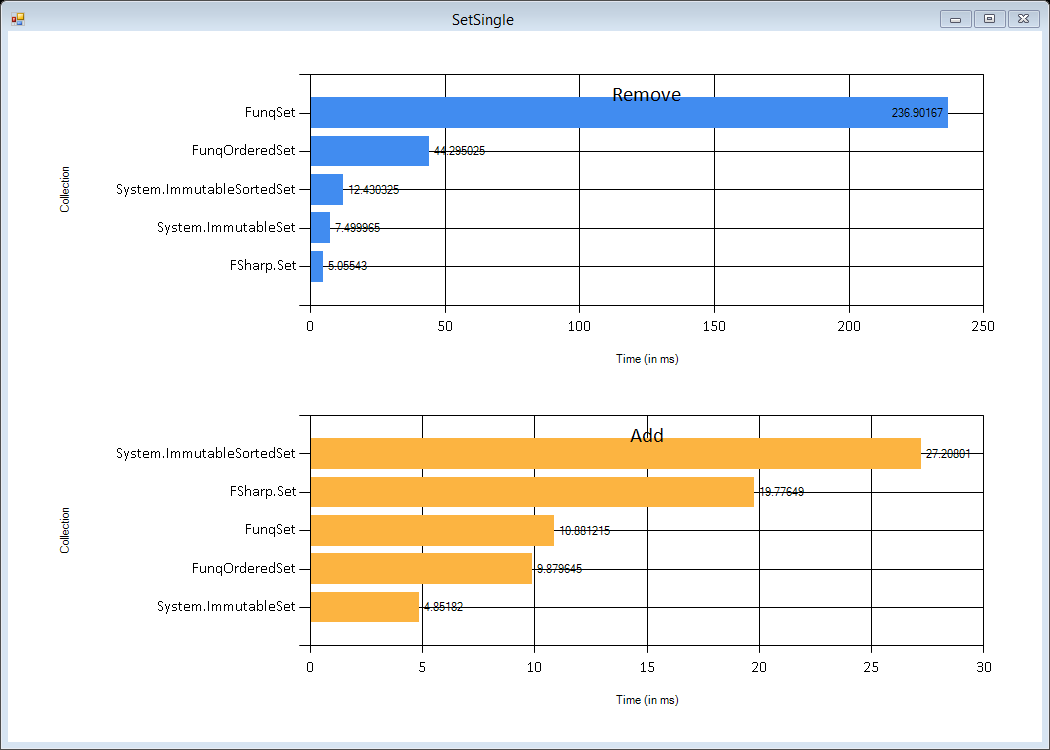 SetSingle
Remove
Collection
FunqSet 236.90167
FunqOrderedSet 44.295025
System.ImmutableSortedSet 12.430325
System.ImmutableSet 7.499965
FSharp.Set 5.05543
0 50 100 150 200 250
Time (in ms)
Add
Collection
System.ImmutableSortedSet 27.20801
FSharp.Set 19.77649
FunqSet 10.881215
FunqOrderedSet 9.879645
System.ImmutableSet 4.85182
0 5 10 15 20 25 30
Time (in ms)